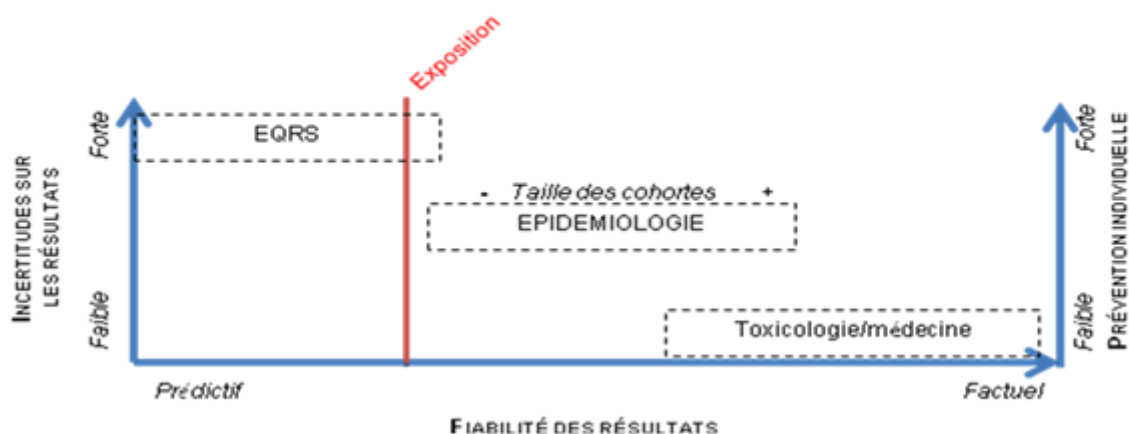 Exposition
Forte
EQRS
Forte
INCERTITUDES SUR
LES RÉSULTATS
- Taille des cohortes +
EPIDEMIOLOGIE
PRÉVENTION INDIVIDUELLE
Faible
Toxicologie/médecine
Faible
Prédictif
Factuel
FIABILITÉ DES RÉSULTATS